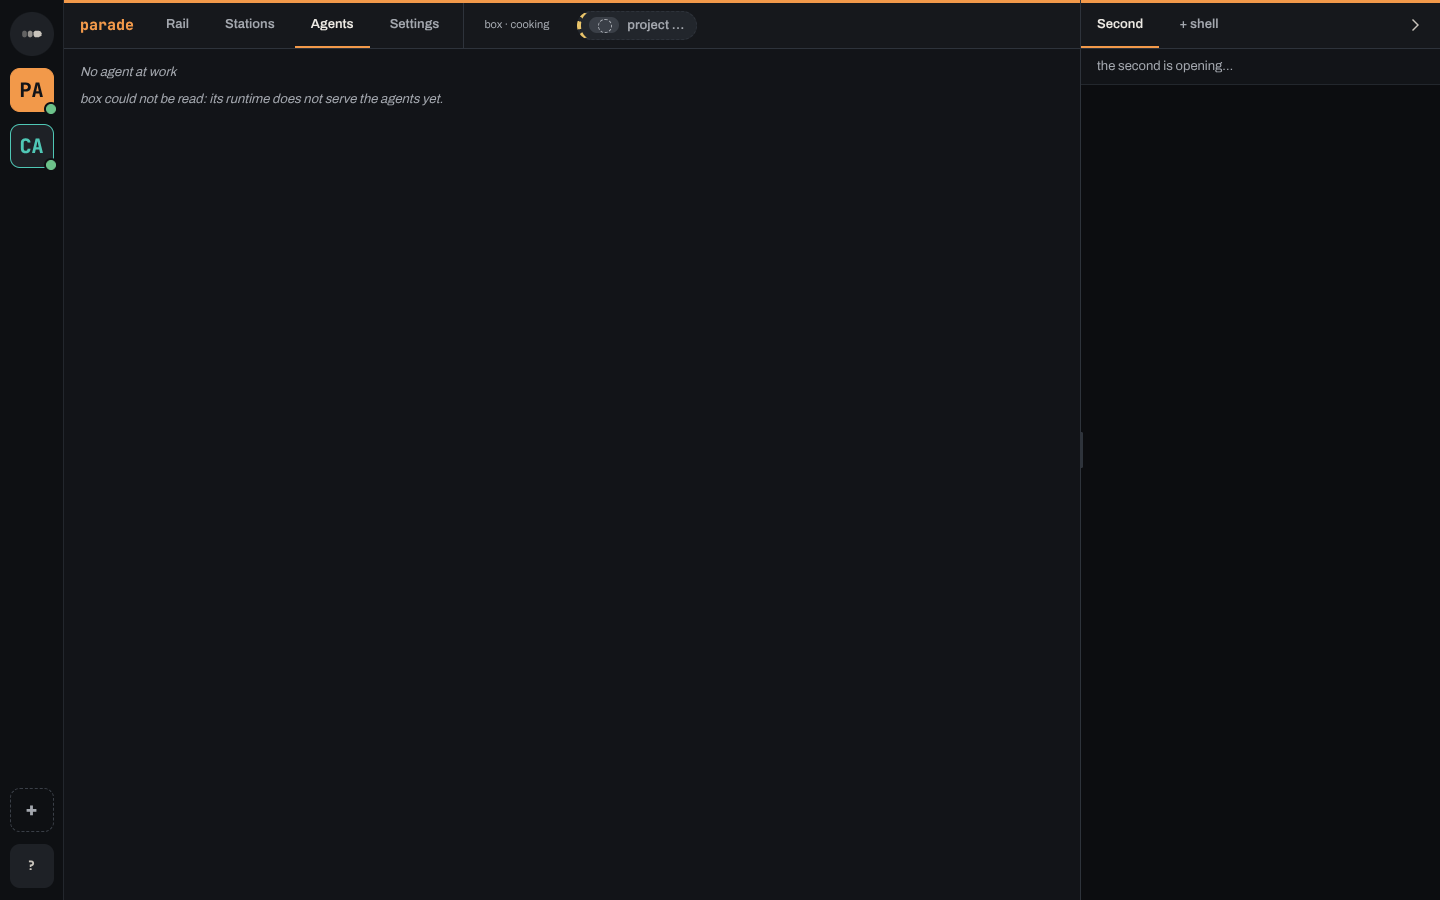 PA
CA
+
?
parade Rail Stations Agents Settings box · cooking project ...
No agent at work
box could not be read: its runtime does not serve the agents yet.
Second + shell
the second is opening...